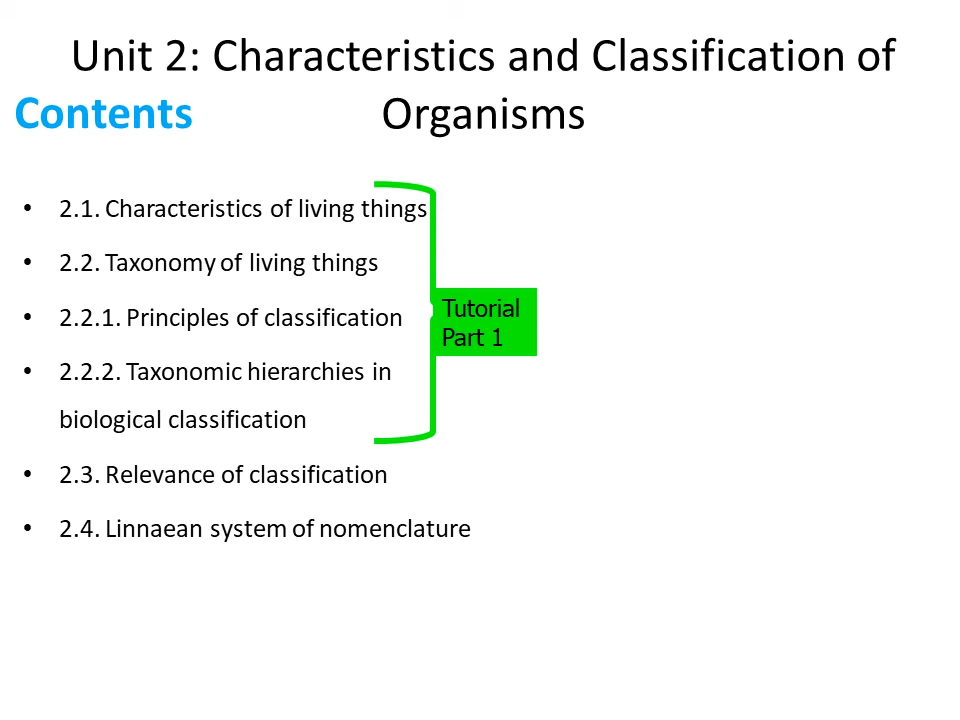 Unit 2: Characteristics and Classification of
Organisms
Contents
• 2.1. Characteristics of living things
• 2.2. Taxonomy of living things
• 2.2.1. Principles of classification
• 2.2.2. Taxonomic hierarchies in
biological classification
• 2.3. Relevance of classification
• 2.4. Linnaean system of nomenclature
Tutorial
Part 1